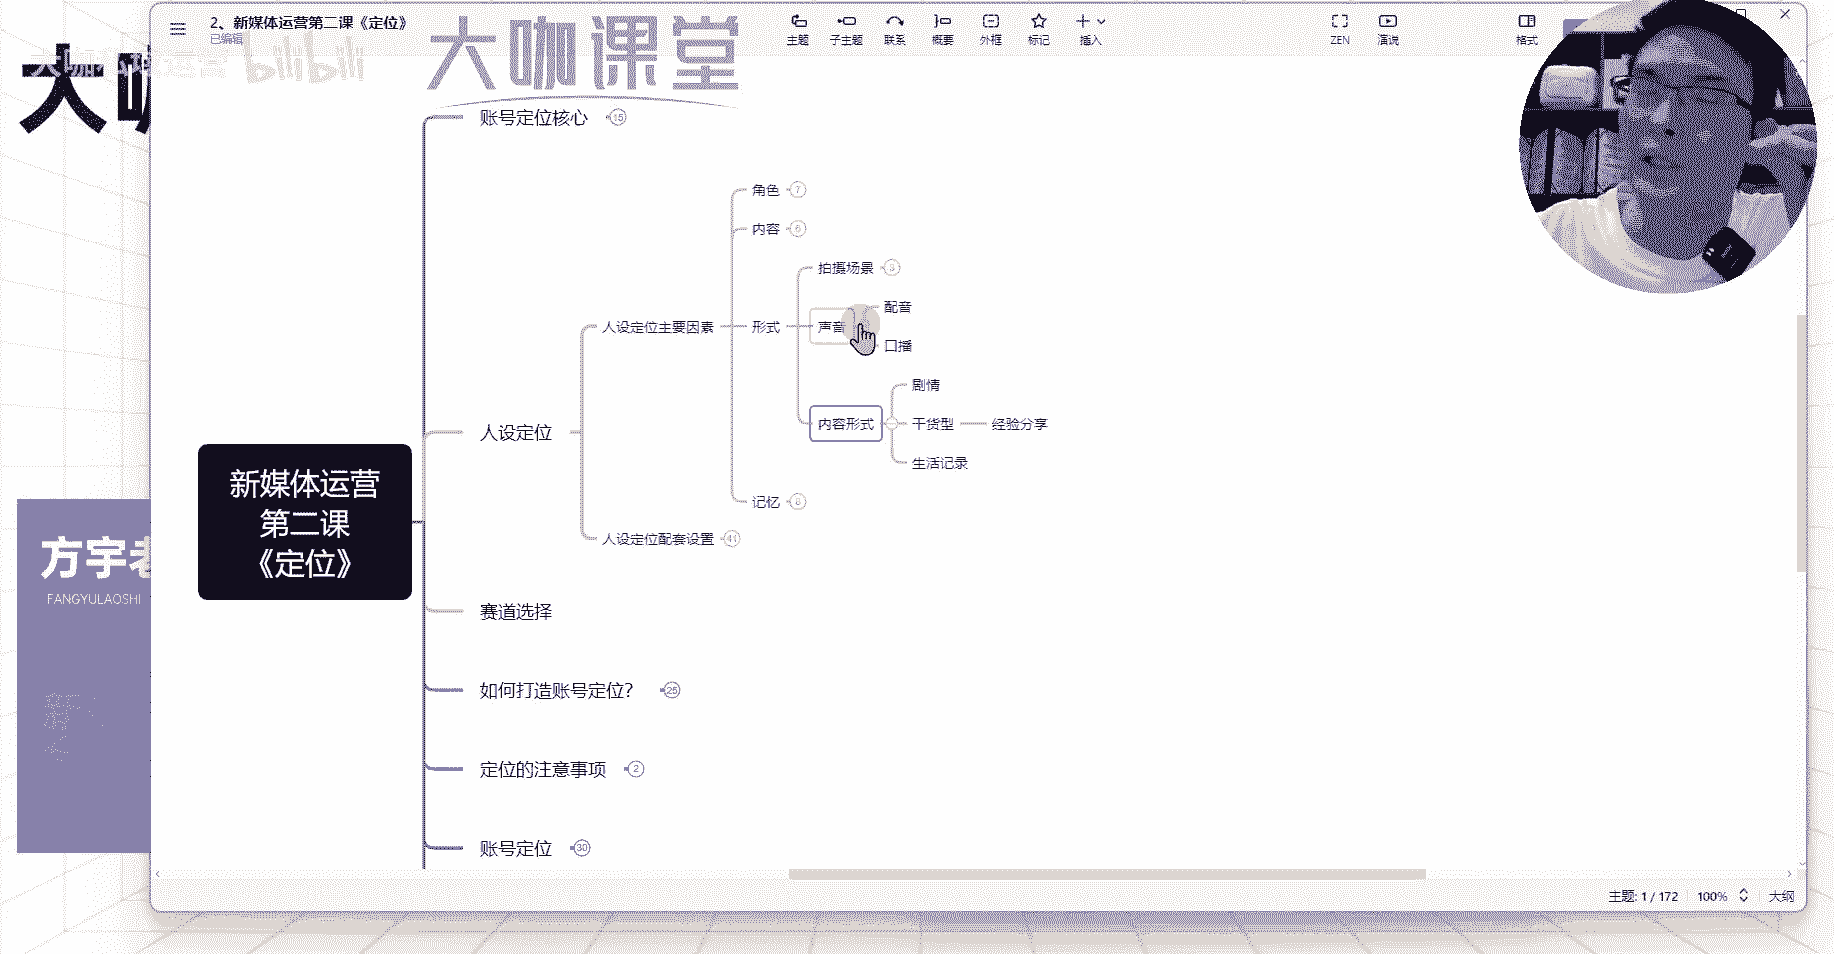 2、新媒体运营第二课《定位》
已编辑
主题
子主题
联系
概要
外框
标记
插入
ZEN
演说
格式
大咖
bilibili
大咖课堂
账号定位核心 15
角色 7
内容 6
拍摄场景 3
配音
人设定位主要因素
形式
声音
口播
剧情
内容形式
干货型
经验分享
人设定位
生活记录
记忆 8
人设定位配套设置 41
新媒体运营
第二课
《定位》
方宇老
FANGYULAOSHI
赛道选择
如何打造账号定位？ 25
定位的注意事项 2
账号定位 30
主题: 1 / 172
100%
大纲